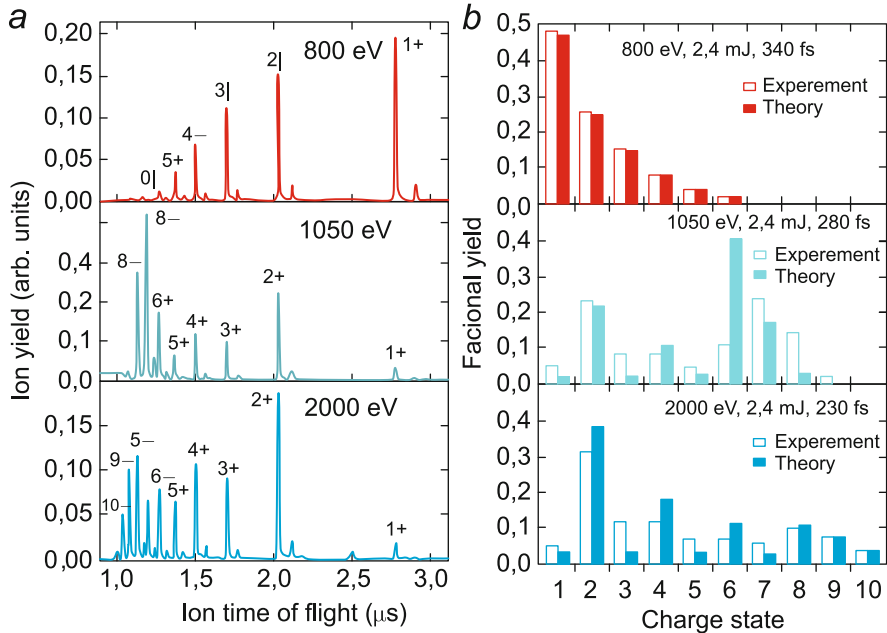 a
0,20
0,15
0,10
0,05
0,00
800 eV
1+
2|
3|
4–
5+
0|
1050 eV
0,4
0,2
0,1
0,0
8–
8–
6+
5+
4+
3+
2+
1+
2000 eV
0,15
0,10
0,05
0,00
10–
9–
5–
6–
5+
4+
3+
2+
1+
1,0 1,5 2,0 2,5 3,0
Ion time of flight (μs)
Ion yield (arb. units)
b
0,5
0,4
0,3
0,2
0,1
0,0
800 eV, 2,4 mJ, 340 fs
Experement
Theory
0,4
0,3
0,2
0,1
0,0
1050 eV, 2,4 mJ, 280 fs
Experement
Theory
0,4
0,3
0,2
0,1
0,0
2000 eV, 2,4 mJ, 230 fs
Experement
Theory
1 2 3 4 5 6 7 8 9 10
Charge state
Facional yield